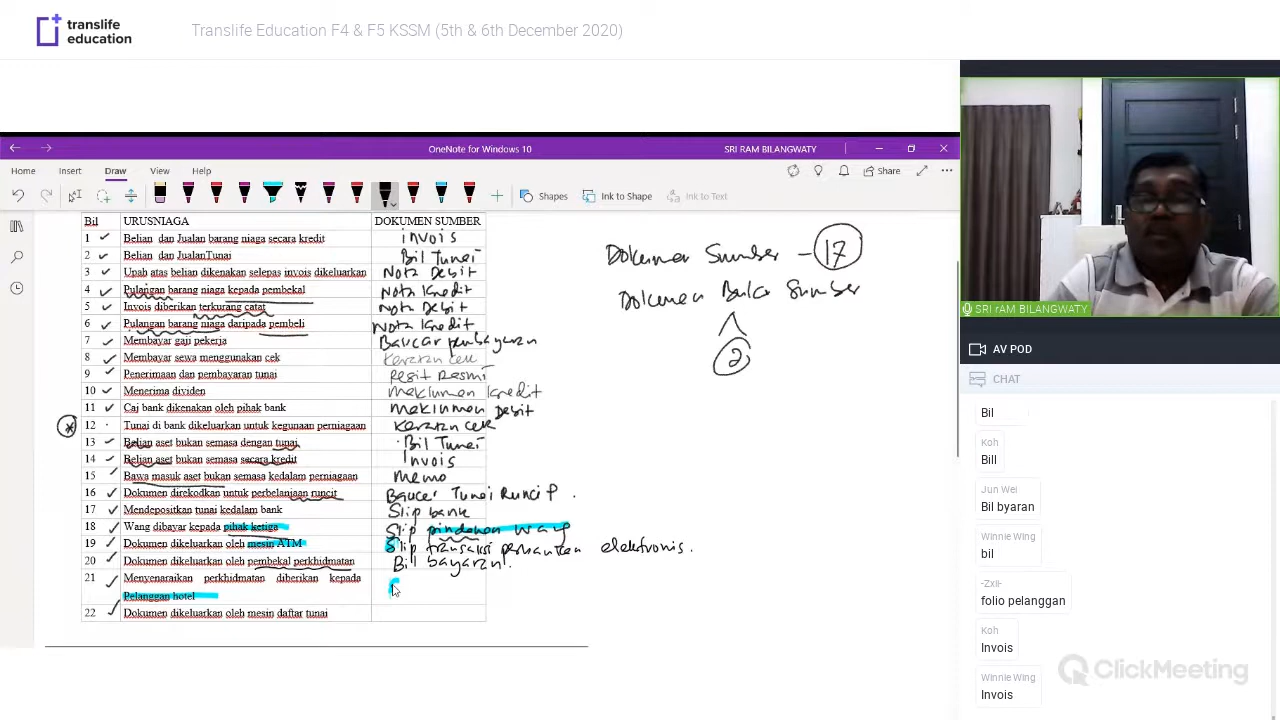 translife education
Translife Education F4 & F5 KSSM (5th & 6th December 2020)
OneNote for Windows 10
SRI RAM BILANGWATY
Home Insert Draw View Help
Share
Shapes Ink to Shape Ink to Text
Bil URUSNIAGA DOKUMEN SUMBER
1 Belian dan Jualan barang niaga secara kredit invois
2 Belian dan JualanTunai Bil Tunai
3 Upah atas belian dikenakan selepas invois dikeluarkan Nota Debit
4 Pulangan barang niaga kepada pembekal Nota Kredit
5 Invois diberikan terkurang catat Nota Debit
6 Pulangan barang niaga daripada pembeli Nota Kredit
7 Membayar gaji pekerja Baucar pembayaran
8 Membayar sewa menggunakan cek Keratan cek
9 Penerimaan dan pembayaran tunai Resit Rasmi
10 Menerima dividen Makluman Kredit
11 Caj bank dikenakan oleh pihak bank Makluman Debit
12 Tunai di bank dikeluarkan untuk kegunaan perniagaan Keratan cek
13 Belian aset bukan semasa dengan tunai Bil Tunai
14 Belian aset bukan semasa secara kredit Invois
15 Bawa masuk aset bukan semasa kedalam perniagaan Memo
16 Dokumen direkodkan untuk perbelanjaan runcit Baucer Tunai Runcit.
17 Mendepositkan tunai kedalam bank Slip bank
18 Wang dibayar kepada pihak ketiga Slip pindahan wang
19 Dokumen dikeluarkan oleh mesin ATM Slip transaksi perbankan elektronis.
20 Dokumen dikeluarkan oleh pembekal perkhidmatan Bil bayaran.
21 Menyenaraikan perkhidmatan diberikan kepada
Pelanggan hotel
22 Dokumen dikeluarkan oleh mesin daftar tunai
Dokumen Sumber - 17
Dokumen Bukan Sumber
2
SRI rAM BILANGWATY
AV POD
CHAT
Bil
Koh
Bill
Jun Wei
Bil byaran
Winnie Wing
bil
-Zxii-
folio pelanggan
Koh
Invois
Winnie Wing
Invois
ClickMeeting